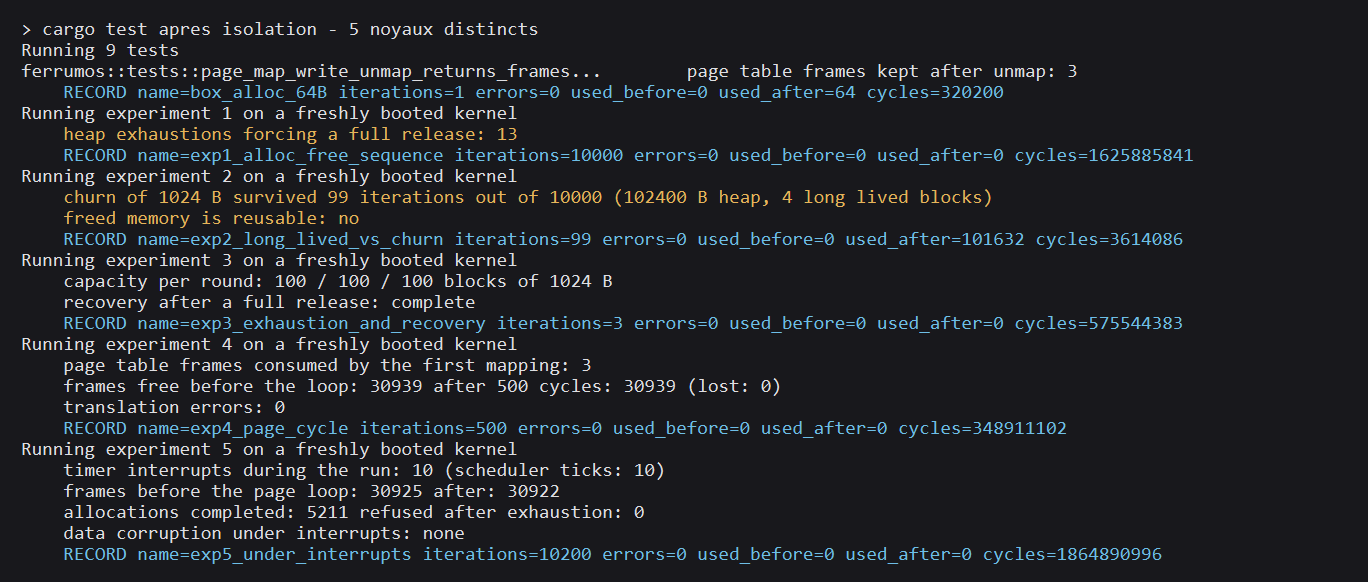 > cargo test apres isolation - 5 noyaux distincts
Running 9 tests
ferrumos::tests::page_map_write_unmap_returns_frames...        page table frames kept after unmap: 3
    RECORD name=box_alloc_64B iterations=1 errors=0 used_before=0 used_after=64 cycles=320200
Running experiment 1 on a freshly booted kernel
    heap exhaustions forcing a full release: 13
    RECORD name=exp1_alloc_free_sequence iterations=10000 errors=0 used_before=0 used_after=0 cycles=1625885841
Running experiment 2 on a freshly booted kernel
    churn of 1024 B survived 99 iterations out of 10000 (102400 B heap, 4 long lived blocks)
    freed memory is reusable: no
    RECORD name=exp2_long_lived_vs_churn iterations=99 errors=0 used_before=0 used_after=101632 cycles=3614086
Running experiment 3 on a freshly booted kernel
    capacity per round: 100 / 100 / 100 blocks of 1024 B
    recovery after a full release: complete
    RECORD name=exp3_exhaustion_and_recovery iterations=3 errors=0 used_before=0 used_after=0 cycles=575544383
Running experiment 4 on a freshly booted kernel
    page table frames consumed by the first mapping: 3
    frames free before the loop: 30939 after 500 cycles: 30939 (lost: 0)
    translation errors: 0
    RECORD name=exp4_page_cycle iterations=500 errors=0 used_before=0 used_after=0 cycles=348911102
Running experiment 5 on a freshly booted kernel
    timer interrupts during the run: 10 (scheduler ticks: 10)
    frames before the page loop: 30925 after: 30922
    allocations completed: 5211 refused after exhaustion: 0
    data corruption under interrupts: none
    RECORD name=exp5_under_interrupts iterations=10200 errors=0 used_before=0 used_after=0 cycles=1864890996